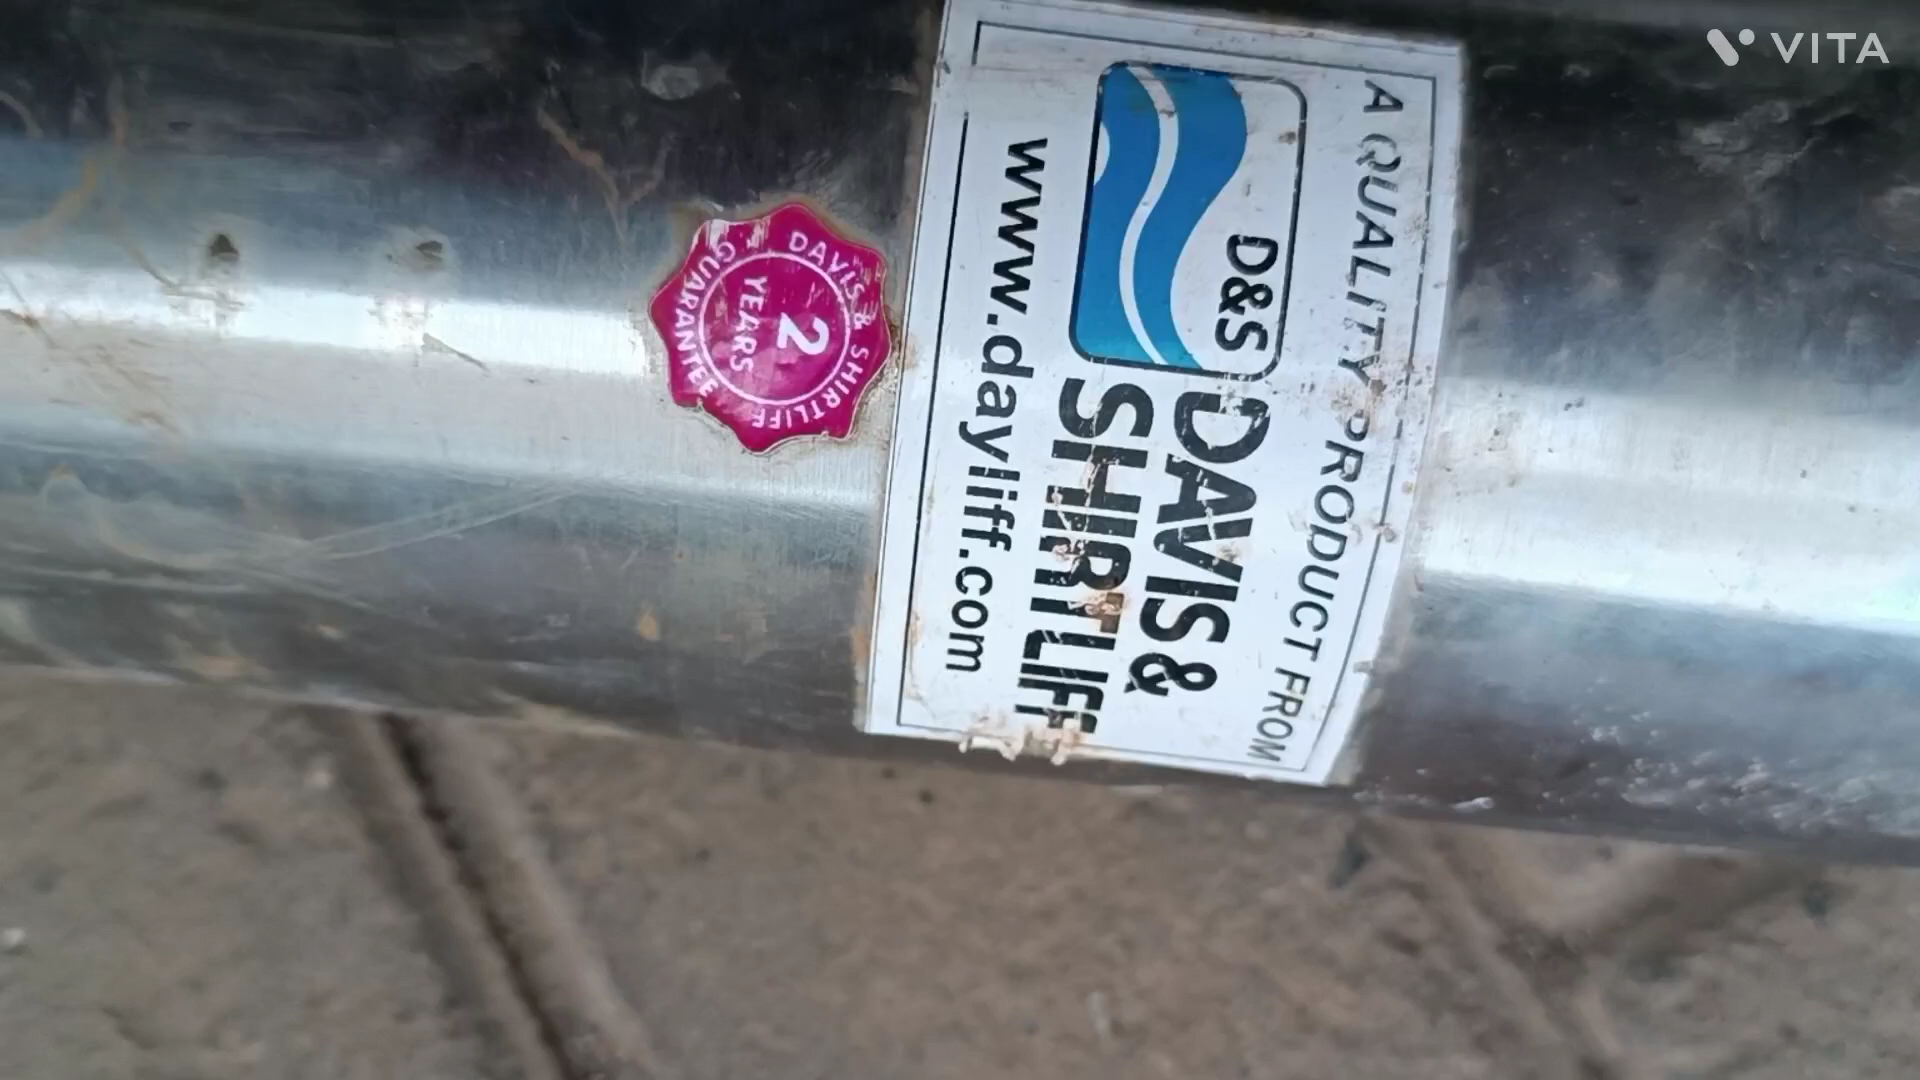 VITA
A QUALITY PRODUCT FROM
D&S
DAVIS &
SHIRTLIFF
www.dayliff.com
DAVIS & SHIRTLIFF
2
YEARS
GUARANTEE